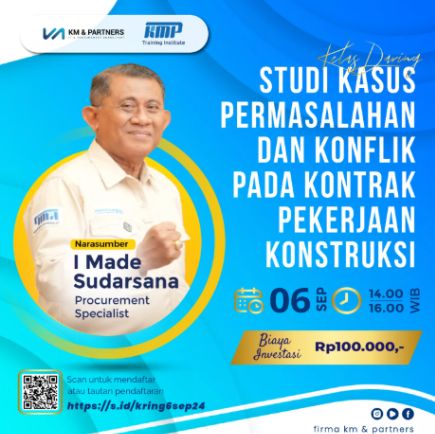 KM & PARTNERS
KMP
Training Institute
Kelas Daring
STUDI KASUS
PERMASALAHAN
DAN KONFLIK
PADA KONTRAK
PEKERJAAN
KONSTRUKSI
Narasumber
I Made
Sudarsana
Procurement
Specialist
06 SEP
14.00
16.00 WIB
Biaya
Investasi
Rp100.000,-
Scan untuk mendaftar
atau tautan pendaftaran
https://s.id/kring6sep24
firma km & partners